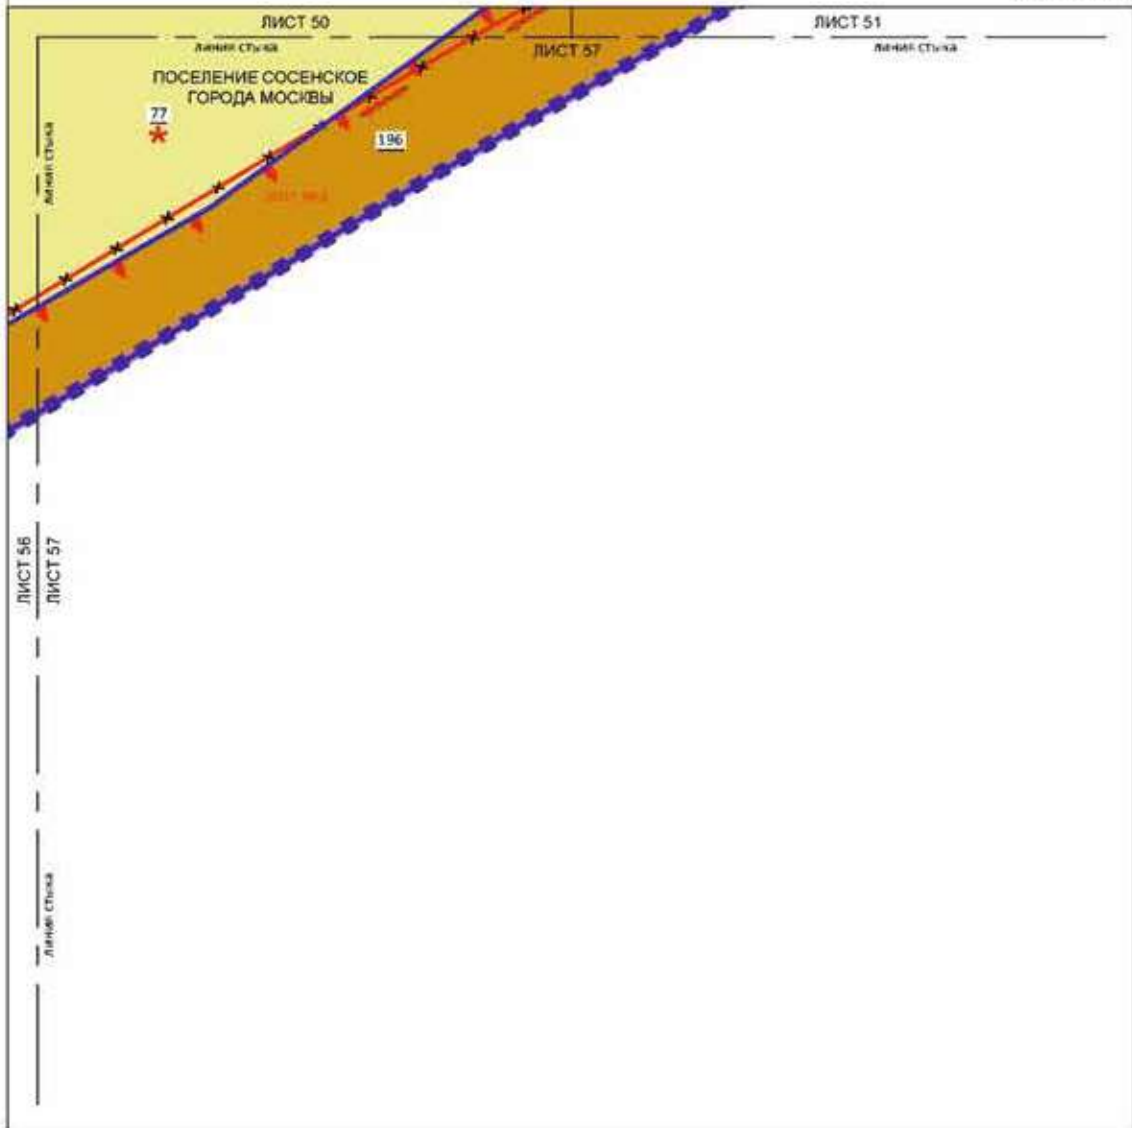 ЛИСТ 50
ЛИСТ 51
линия стыка
ЛИСТ 57
линия стыка
ПОСЕЛЕНИЕ СОСЕНСКОЕ
ГОРОДА МОСКВЫ
77
196
линия стыка
ЛИСТ 56
ЛИСТ 57
линия стыка